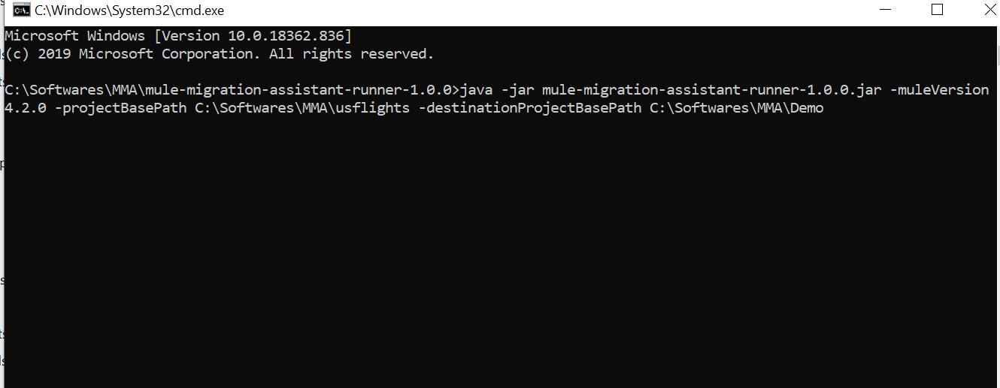 C:\Windows\System32\cmd.exe
Microsoft Windows [Version 10.0.18362.836]
(c) 2019 Microsoft Corporation. All rights reserved.
C:\Softwares\MMA\mule-migration-assistant-runner-1.0.0>java -jar mule-migration-assistant-runner-1.0.0.jar -muleVersion
4.2.0 -projectBasePath C:\Softwares\MMA\usflights -destinationProjectBasePath C:\Softwares\MMA\Demo